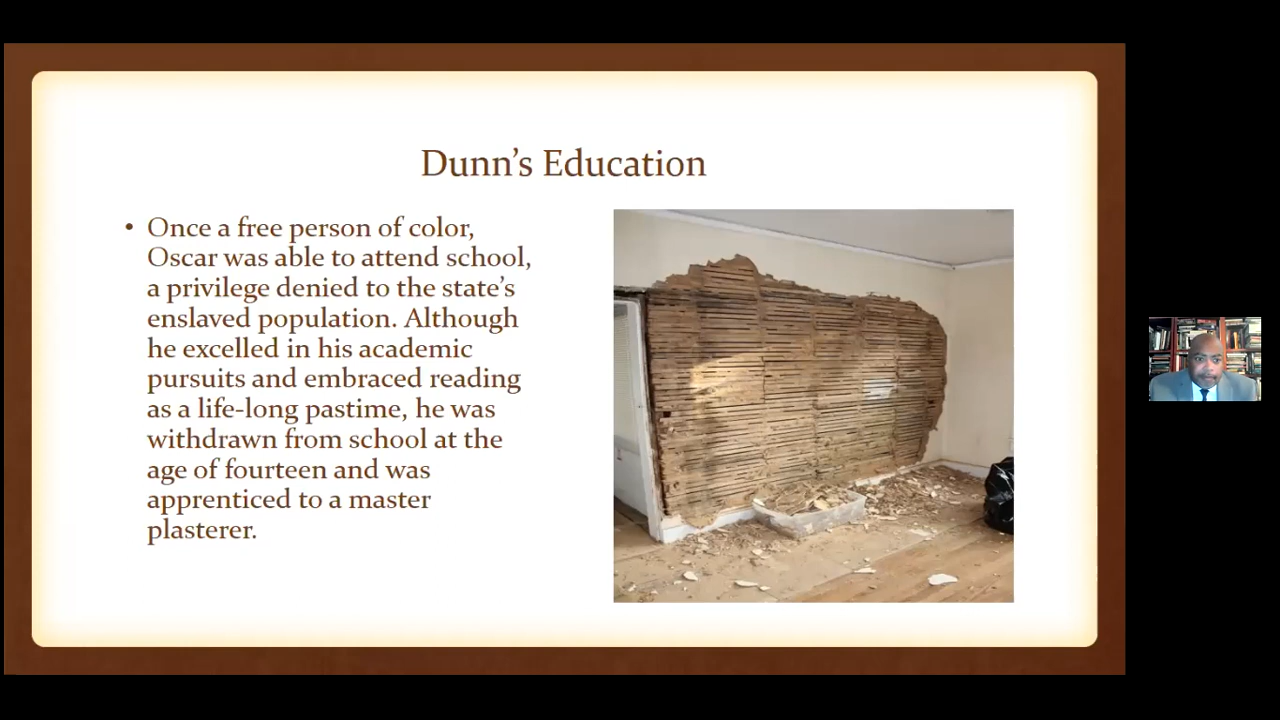 Dunn’s Education
• Once a free person of color,
Oscar was able to attend school,
a privilege denied to the state’s
enslaved population. Although
he excelled in his academic
pursuits and embraced reading
as a life-long pastime, he was
withdrawn from school at the
age of fourteen and was
apprenticed to a master
plasterer.